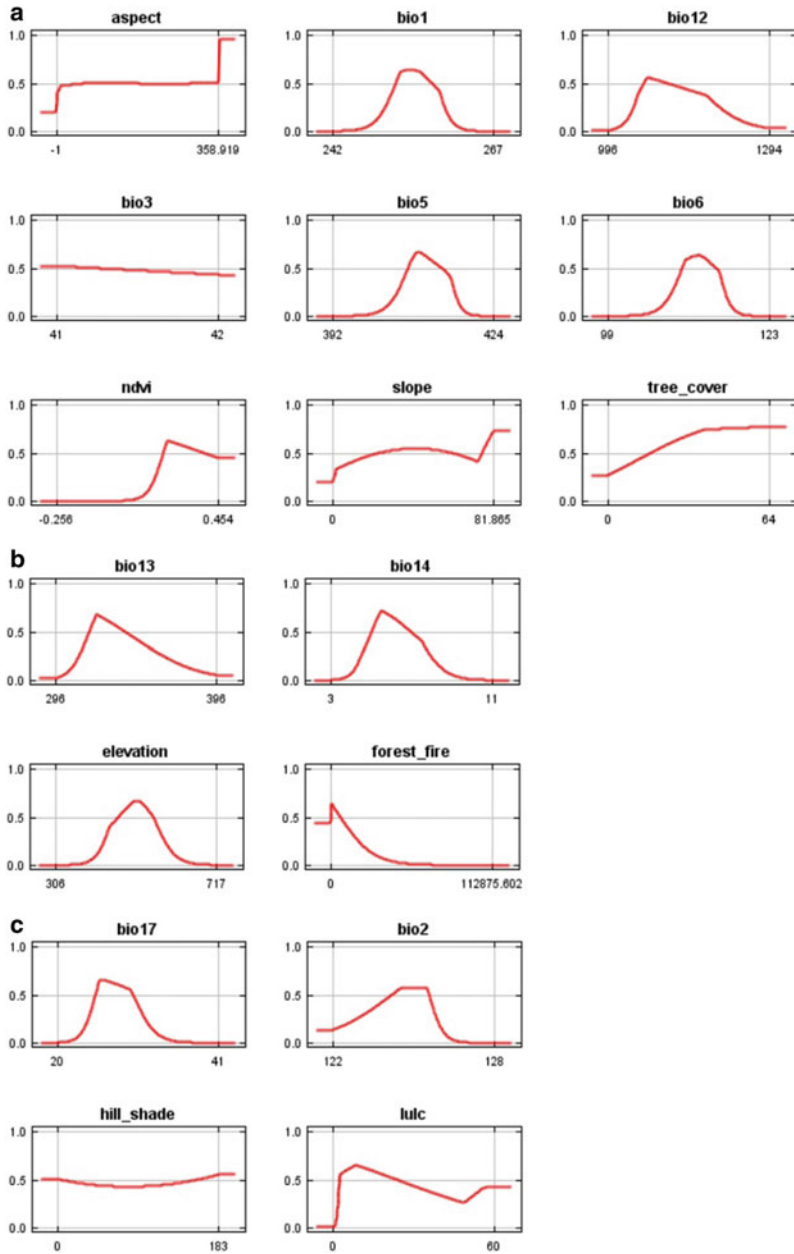 a
aspect bio1 bio12
1.0 1.0 1.0
0.5 0.5 0.5
0.0 0.0 0.0
-1 358.919 242 267 996 1294
bio3 bio5 bio6
1.0 1.0 1.0
0.5 0.5 0.5
0.0 0.0 0.0
41 42 392 424 99 123
ndvi slope tree_cover
1.0 1.0 1.0
0.5 0.5 0.5
0.0 0.0 0.0
-0.256 0.454 0 81.865 0 64
b
bio13 bio14
1.0 1.0
0.5 0.5
0.0 0.0
296 396 3 11
elevation forest_fire
1.0 1.0
0.5 0.5
0.0 0.0
306 717 0 112875.602
c
bio17 bio2
1.0 1.0
0.5 0.5
0.0 0.0
20 41 122 128
hill_shade lulc
1.0 1.0
0.5 0.5
0.0 0.0
0 183 0 60